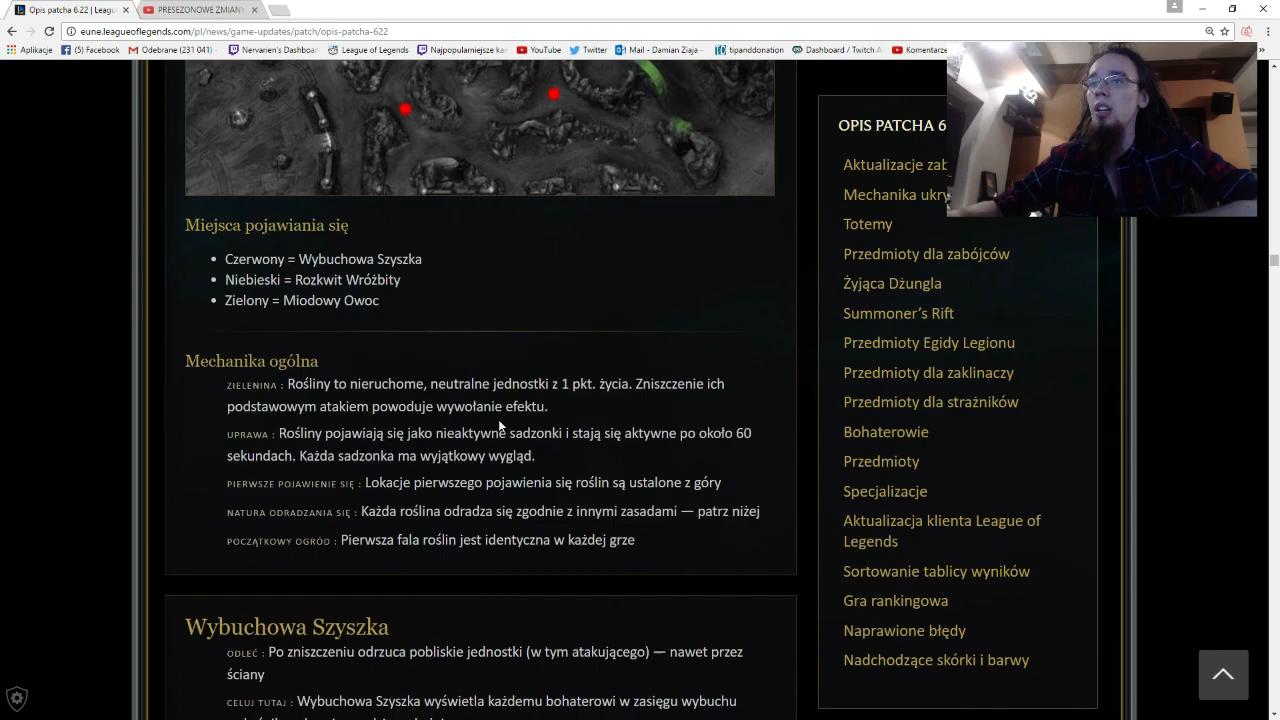 Opis patcha 6.22 | Leagu
PRESEZONOWE ZMIANY
eune.leagueoflegends.com/pl/news/game-updates/patch/opis-patcha-622
Aplikacje
(5) Facebook
Odebrane (231 041) -
Nervarien's Dashboard
League of Legends
Najpopularniejsze kan
YouTube
Twitter
Mail - Damian Ziaja
tipanddonation
Dashboard / Twitch
Komentarze
Miejsca pojawiania się
• Czerwony = Wybuchowa Szyszka
• Niebieski = Rozkwit Wróżbity
• Zielony = Miodowy Owoc
Mechanika ogólna
ZIELENINA : Rośliny to nieruchome, neutralne jednostki z 1 pkt. życia. Zniszczenie ich
podstawowym atakiem powoduje wywołanie efektu.
UPRAWA : Rośliny pojawiają się jako nieaktywne sadzonki i stają się aktywne po około 60
sekundach. Każda sadzonka ma wyjątkowy wygląd.
PIERWSZE POJAWIENIE SIĘ : Lokacje pierwszego pojawienia się roślin są ustalone z góry
NATURA ODRADZANIA SIĘ : Każda roślina odradza się zgodnie z innymi zasadami — patrz niżej
POCZĄTKOWY OGRÓD : Pierwsza fala roślin jest identyczna w każdej grze
Wybuchowa Szyszka
ODLEĆ : Po zniszczeniu odrzuca pobliskie jednostki (w tym atakującego) — nawet przez
ściany
CELUJ TUTAJ : Wybuchowa Szyszka wyświetla każdemu bohaterowi w zasięgu wybuchu
OPIS PATCHA 6
Aktualizacje zab
Mechanika ukry
Totemy
Przedmioty dla zabójców
Żyjąca Dżungla
Summoner's Rift
Przedmioty Egidy Legionu
Przedmioty dla zaklinaczy
Przedmioty dla strażników
Bohaterowie
Przedmioty
Specjalizacje
Aktualizacja klienta League of
Legends
Sortowanie tablicy wyników
Gra rankingowa
Naprawione błędy
Nadchodzące skórki i barwy